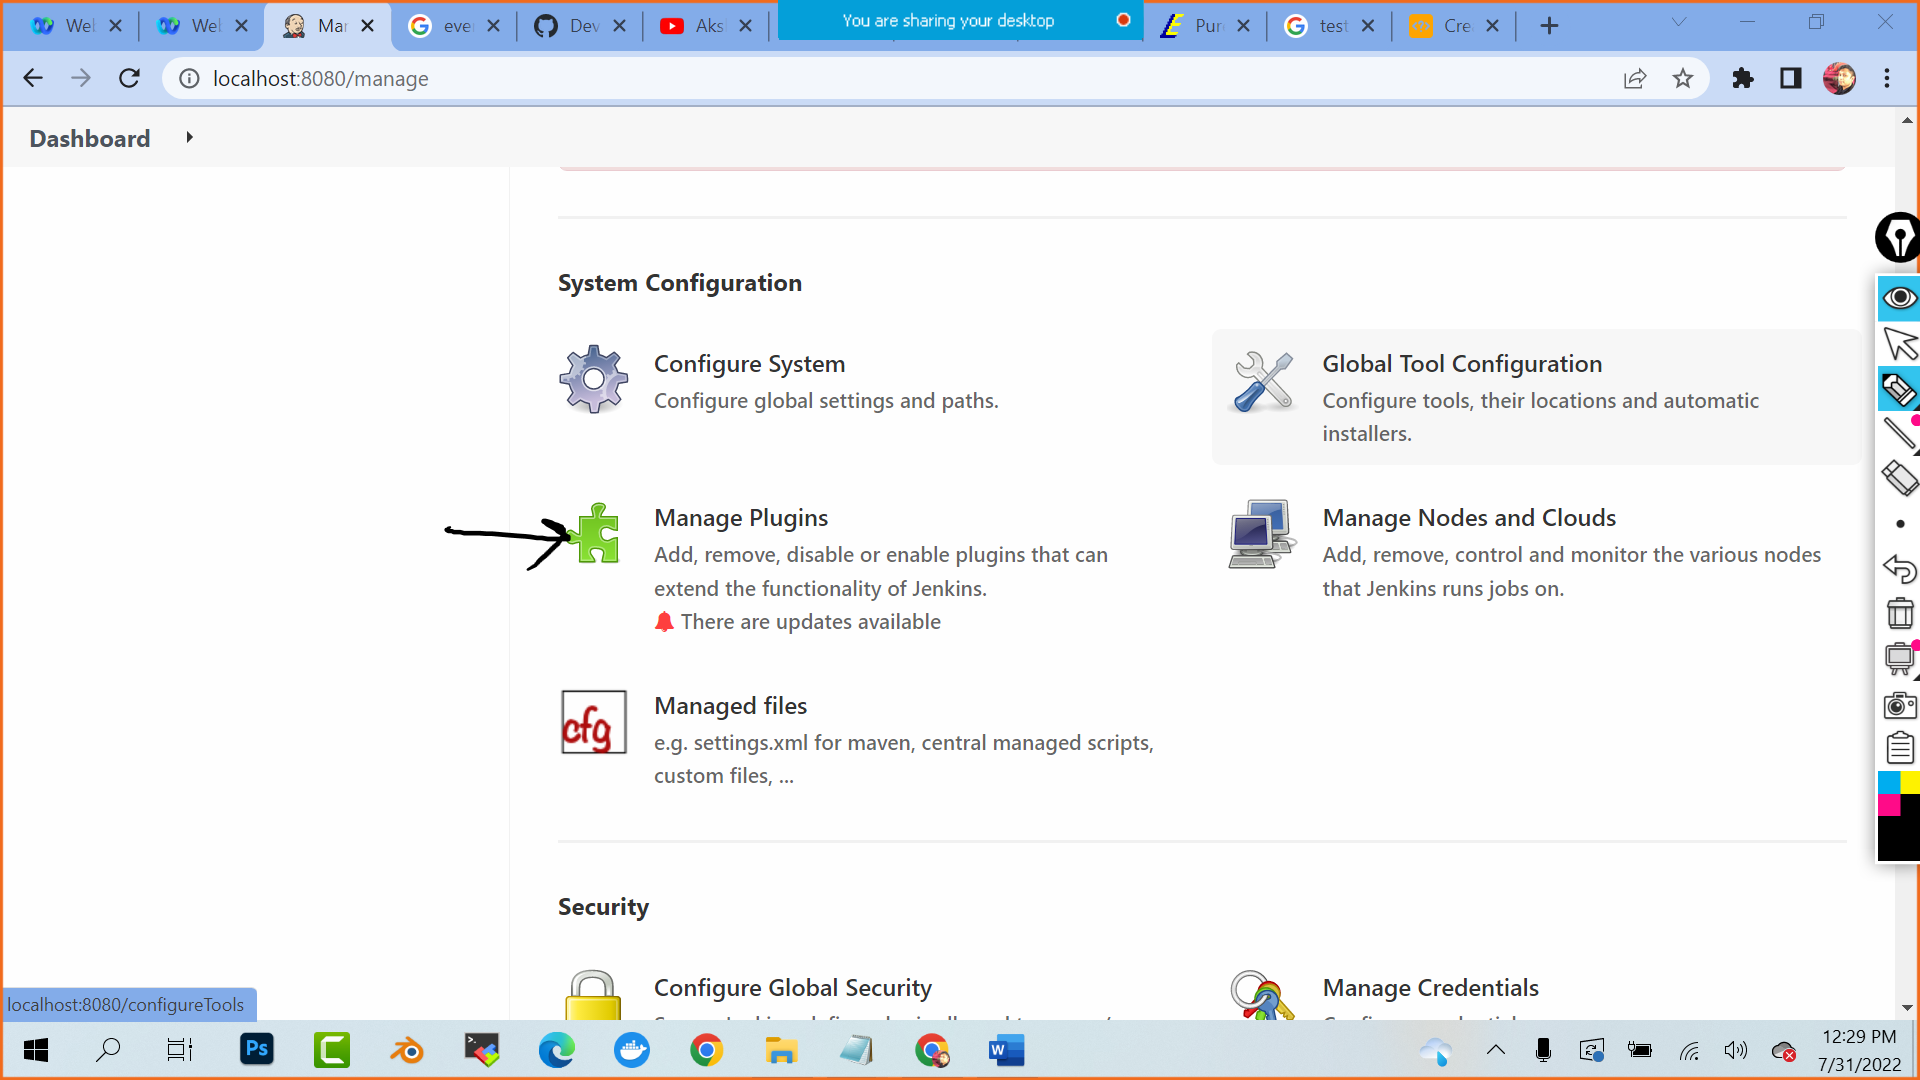 Wel
Wel
Mar
ever
Dev
Aks
You are sharing your desktop
Pur
test
Cre
localhost:8080/manage
Dashboard
System Configuration
Configure System
Configure global settings and paths.
Global Tool Configuration
Configure tools, their locations and automatic
installers.
Manage Plugins
Add, remove, disable or enable plugins that can
extend the functionality of Jenkins.
There are updates available
Manage Nodes and Clouds
Add, remove, control and monitor the various nodes
that Jenkins runs jobs on.
cfg
Managed files
e.g. settings.xml for maven, central managed scripts,
custom files, ...
Security
Configure Global Security
Manage Credentials
localhost:8080/configureTools
Ps
W
12:29 PM
7/31/2022